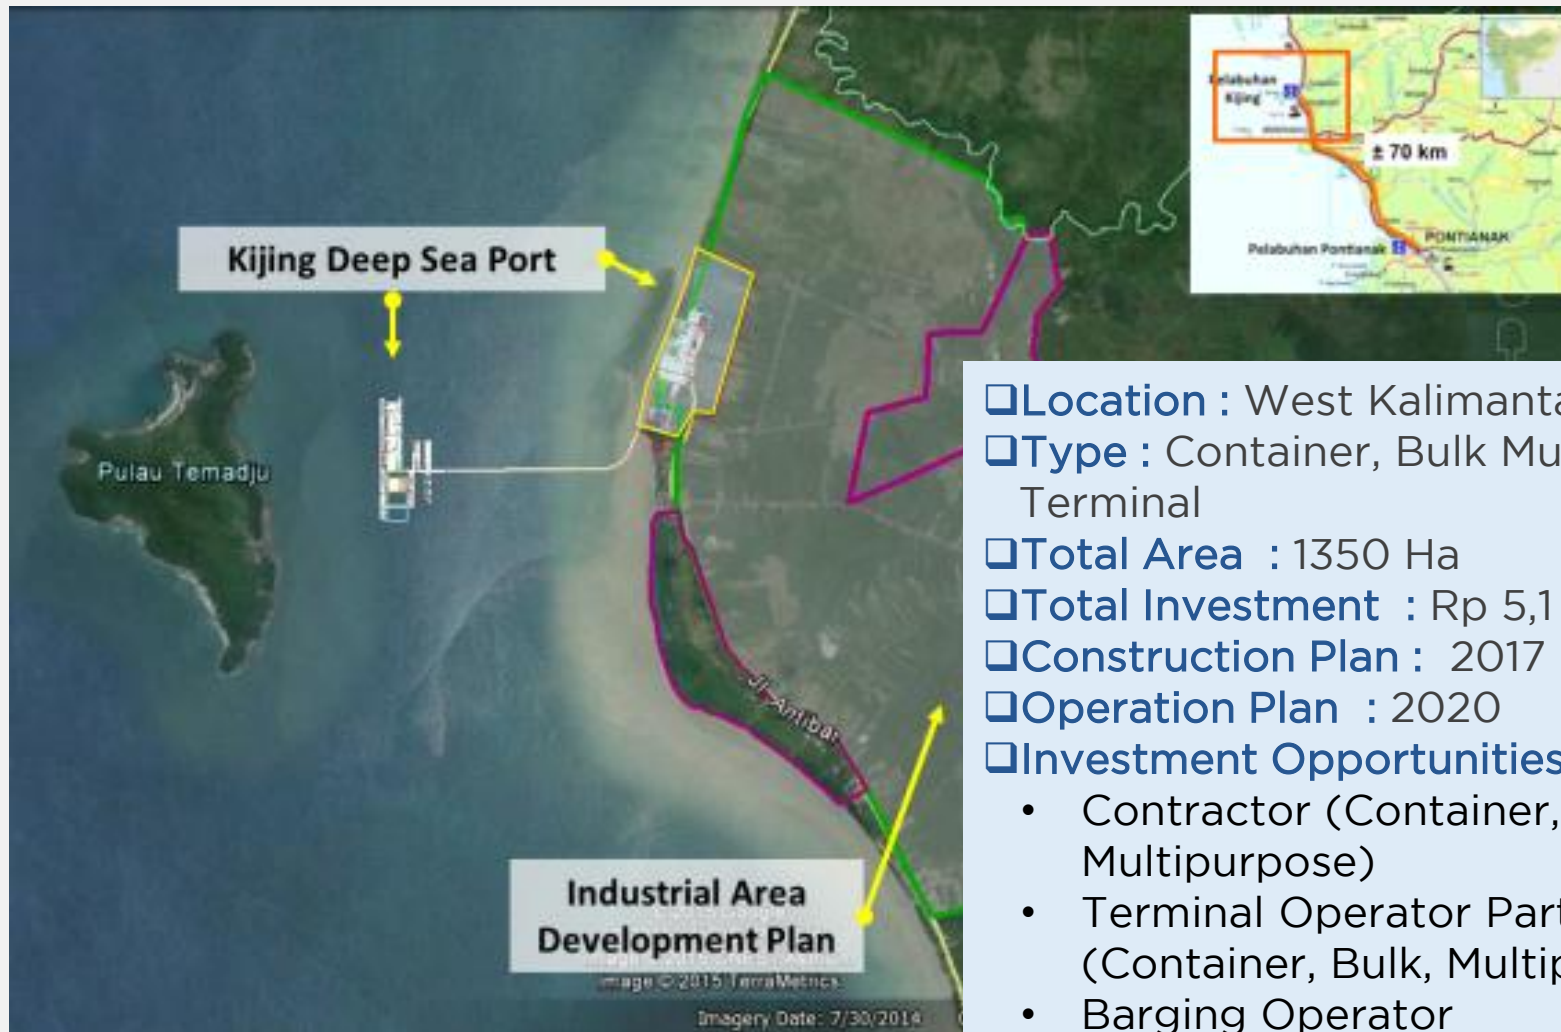 Pelabuhan
Kijing
± 70 km
PONTIANAK
Pelabuhan Pontianak
Kijing Deep Sea Port
Pulau Temadju
Jl. Antibar
Industrial Area
Development Plan
Image © 2015 TerraMetrics
Imagery Date: 7/30/2014
❑Location : West Kalimanta
❑Type : Container, Bulk Mu
Terminal
❑Total Area : 1350 Ha
❑Total Investment : Rp 5,1
❑Construction Plan : 2017
❑Operation Plan : 2020
❑Investment Opportunities
• Contractor (Container,
Multipurpose)
• Terminal Operator Part
(Container, Bulk, Multip
• Barging Operator